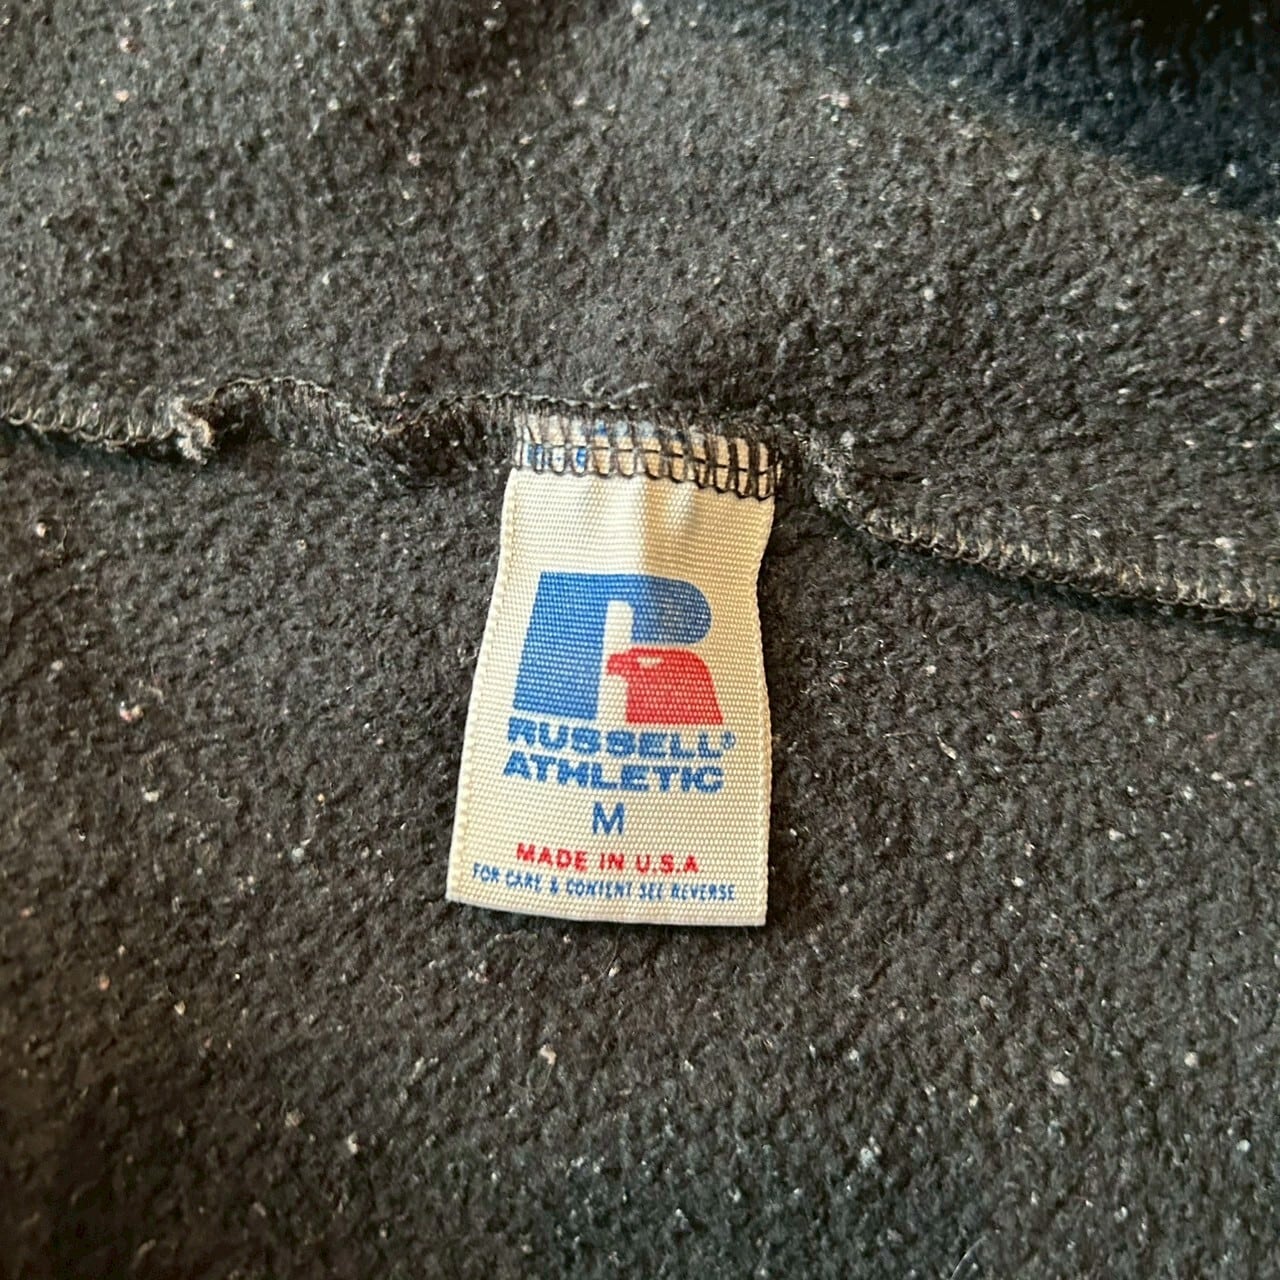 RUSSELL
ATHLETIC
M
MADE IN U.S.A
FOR CARE & CONTENT SEE REVERSE